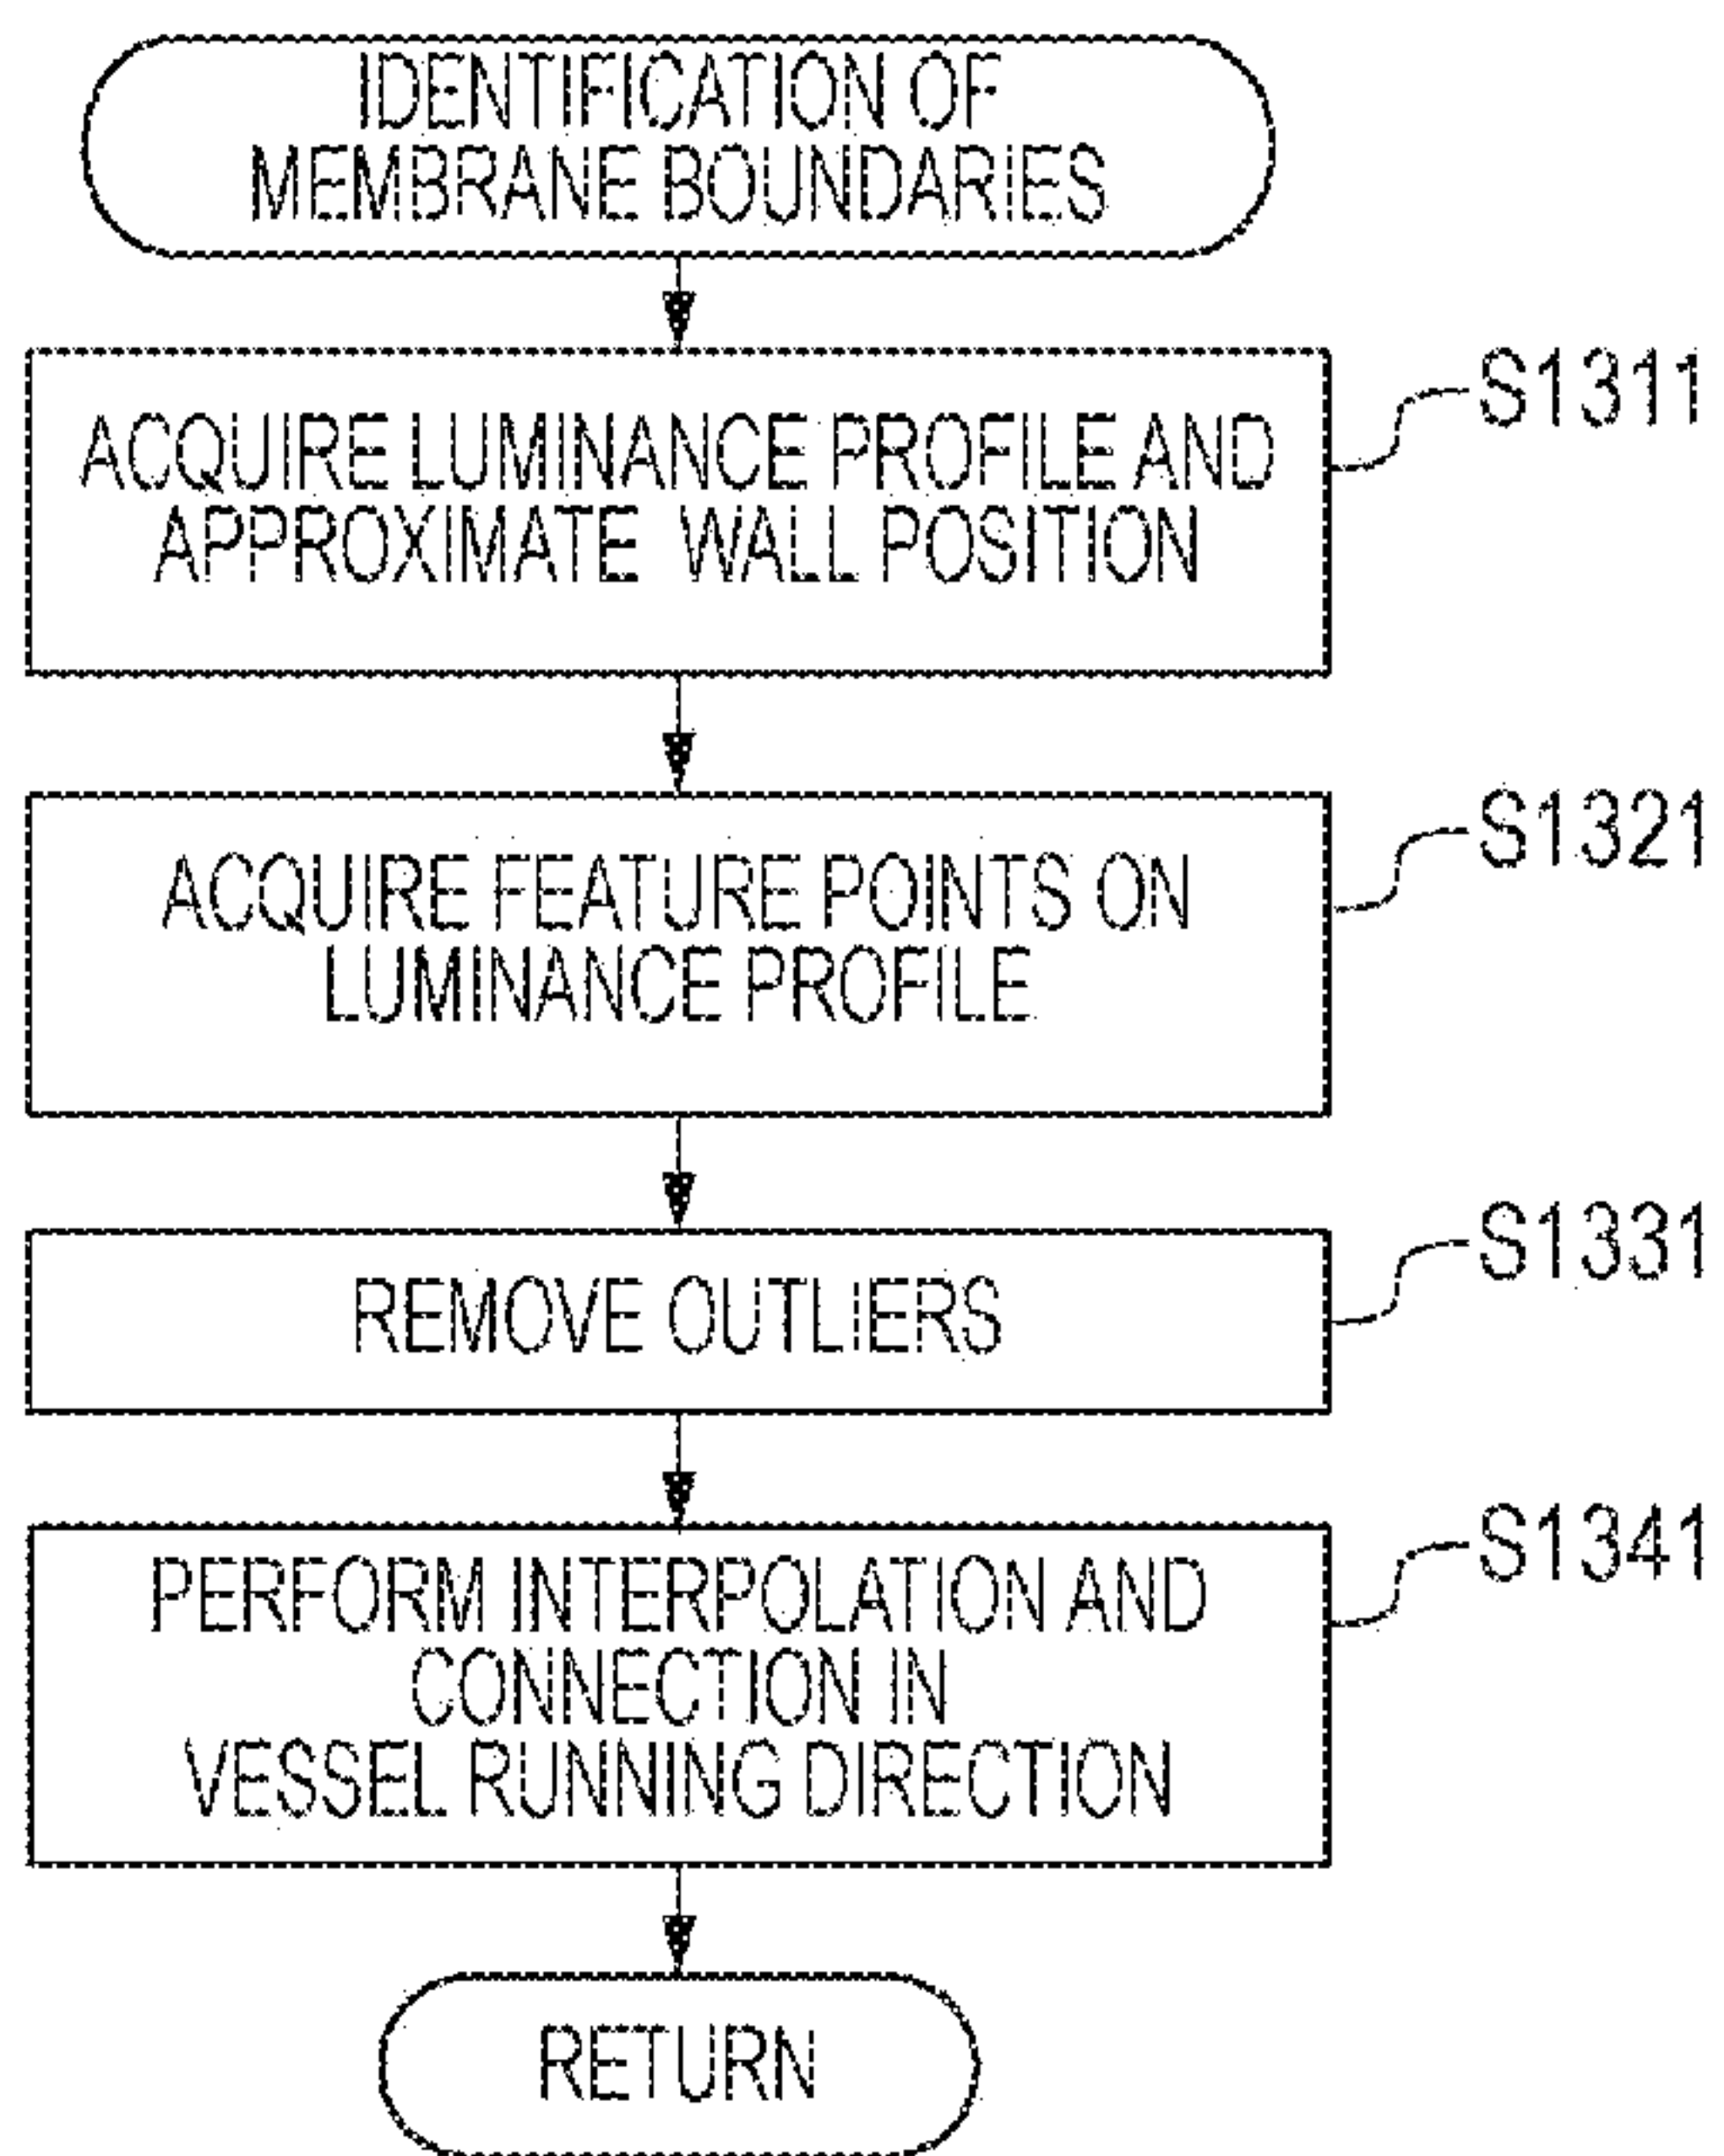 IDENTIFICATION OF
MEMBRANE BOUNDARIES
S1311
ACQUIRE LUMINANCE PROFILE AND
APPROXIMATE WALL POSITION
S1321
ACQUIRE FEATURE POINTS ON
LUMINANCE PROFILE
S1331
REMOVE OUTLIERS
S1341
PERFORM INTERPOLATION AND
CONNECTION IN
VESSEL RUNNING DIRECTION
RETURN